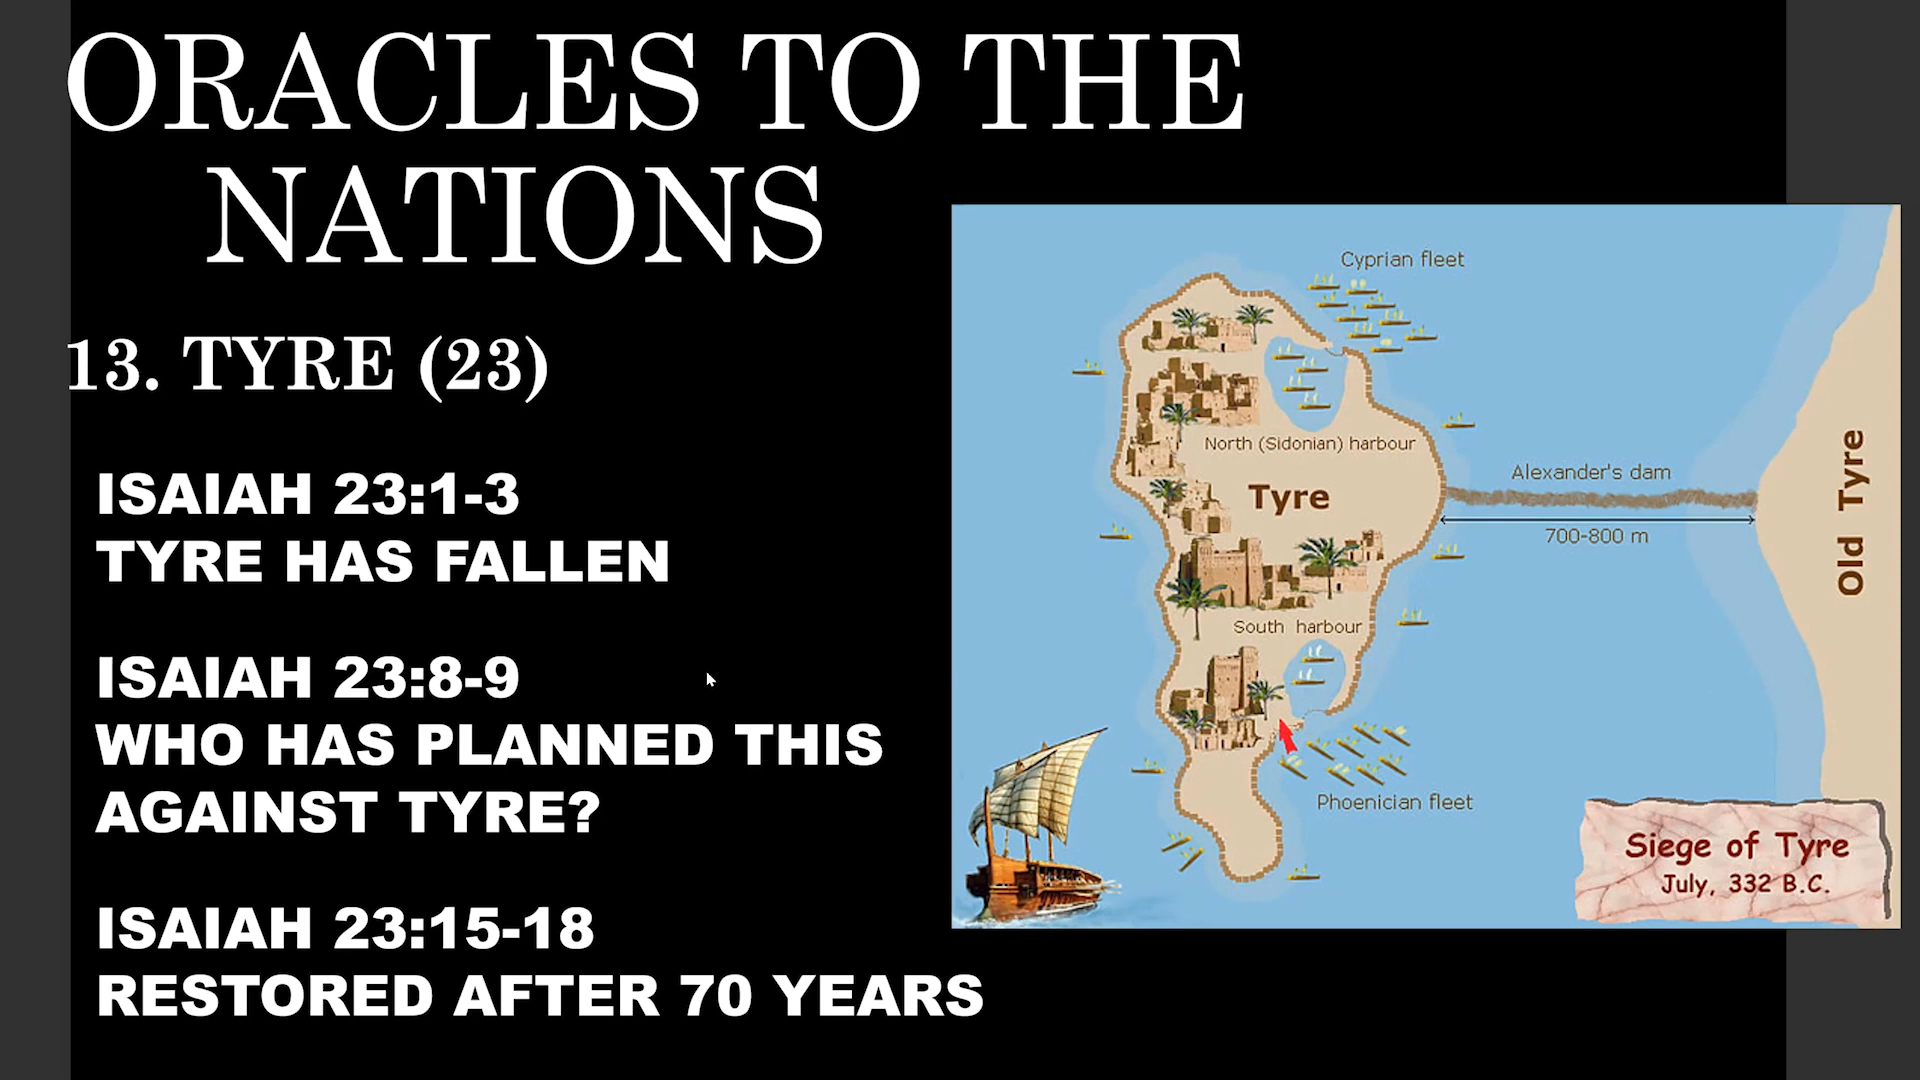 ORACLES TO THE
NATIONS
13. TYRE (23)
ISAIAH 23:1-3
TYRE HAS FALLEN
ISAIAH 23:8-9
WHO HAS PLANNED THIS
AGAINST TYRE?
ISAIAH 23:15-18
RESTORED AFTER 70 YEARS
Cyprian fleet
North (Sidonian) harbour
Tyre
Alexander's dam
700-800 m
Old Tyre
South harbour
Phoenician fleet
Siege of Tyre
July, 332 B.C.